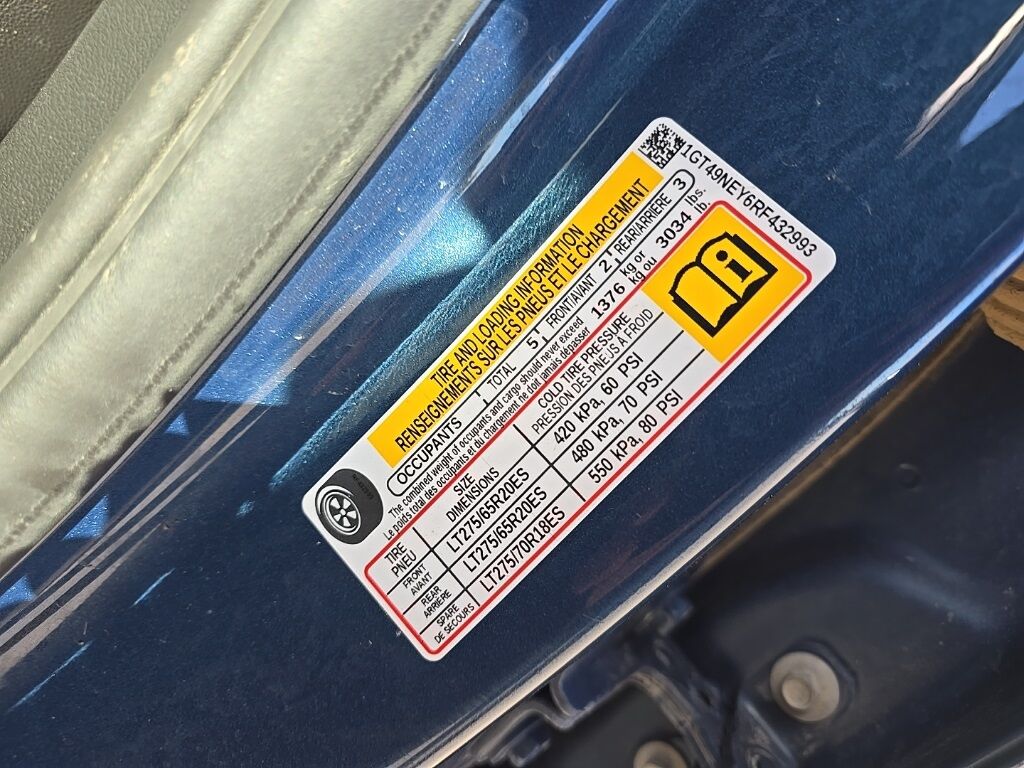 1GT49NEY6RF432993
TIRE AND LOADING INFORMATION
RENSEIGNEMENTS SUR LES PNEUS ET LE CHARGEMENT
OCCUPANTS TOTAL 5 FRONT/AVANT 2 REAR/ARRIÈRE 3
The combined weight of occupants and cargo should never exceed 1376 kg or 3034 lbs.
Le poids total des occupants et du chargement ne doit jamais dépasser kg ou lb.
TIRE SIZE COLD TIRE PRESSURE
PNEU DIMENSIONS PRESSION DES PNEUS À FROID
FRONT
AVANT LT275/65R20ES 420 kPa, 60 PSI
REAR
ARRIÈRE LT275/65R20ES 480 kPa, 70 PSI
SPARE
DE SECOURS LT275/70R18ES 550 kPa, 80 PSI